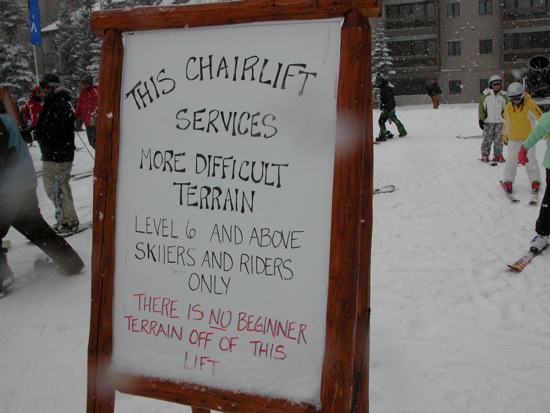 THIS CHAIRLIFT
SERVICES
MORE DIFFICULT
TERRAIN
LEVEL 6 AND ABOVE
SKIIERS AND RIDERS
ONLY
THERE IS NO BEGINNER
TERRAIN OFF OF THIS
LIFT